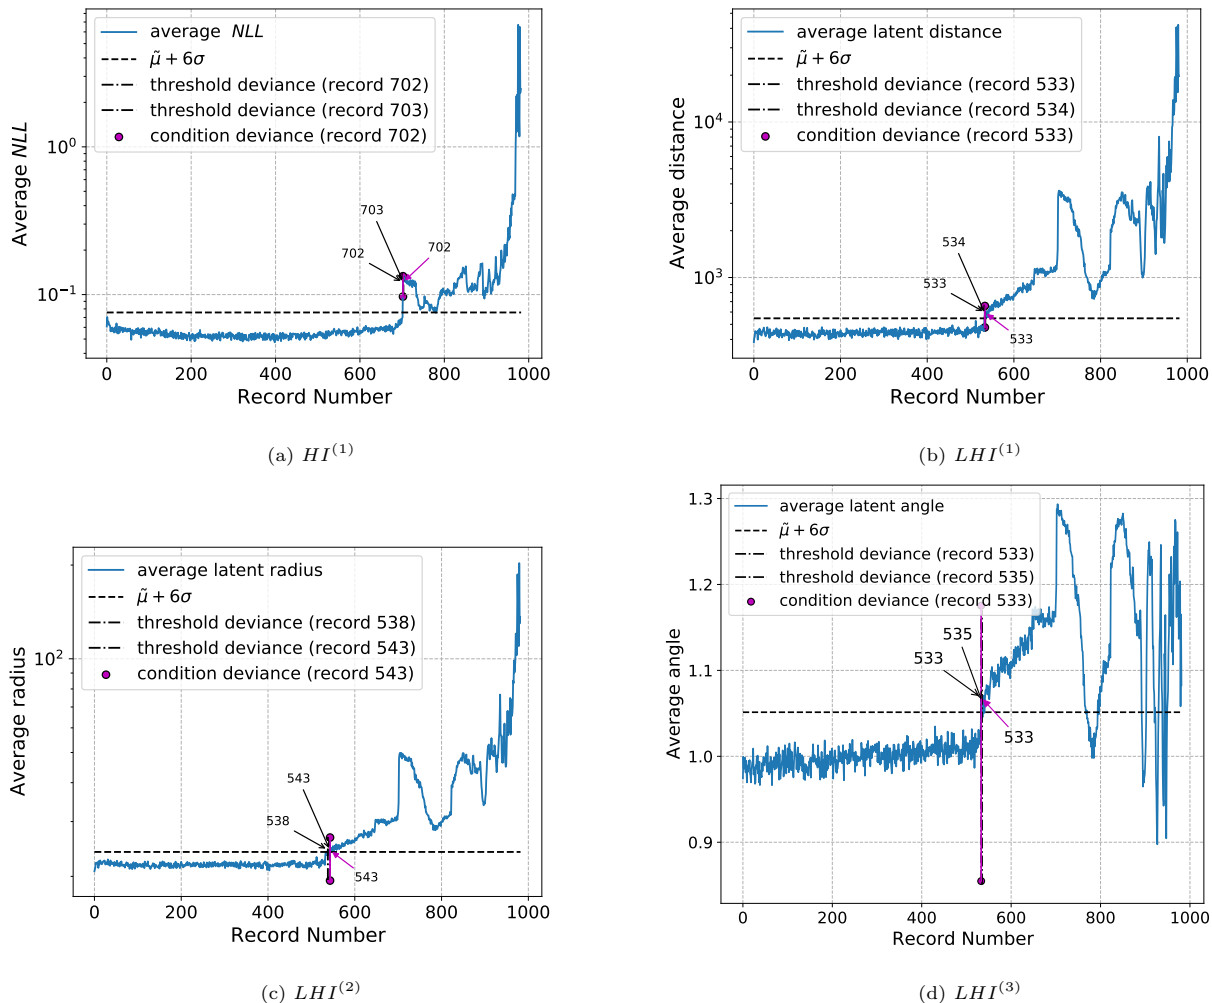 average NLL
μ̃ + 6σ
threshold deviance (record 702)
threshold deviance (record 703)
condition deviance (record 702)
10⁰
10⁻¹
Average NLL
703
702
702
0 200 400 600 800 1000
Record Number
(a) HI⁽¹⁾
average latent distance
μ̃ + 6σ
threshold deviance (record 533)
threshold deviance (record 534)
condition deviance (record 533)
10⁴
10³
Average distance
534
533
533
0 200 400 600 800 1000
Record Number
(b) LHI⁽¹⁾
average latent radius
μ̃ + 6σ
threshold deviance (record 538)
threshold deviance (record 543)
condition deviance (record 543)
10²
Average radius
543
538
543
0 200 400 600 800 1000
Record Number
(c) LHI⁽²⁾
average latent angle
μ̃ + 6σ
threshold deviance (record 533)
threshold deviance (record 535)
condition deviance (record 533)
1.3
1.2
1.1
1.0
0.9
Average angle
535
533
533
0 200 400 600 800 1000
Record Number
(d) LHI⁽³⁾